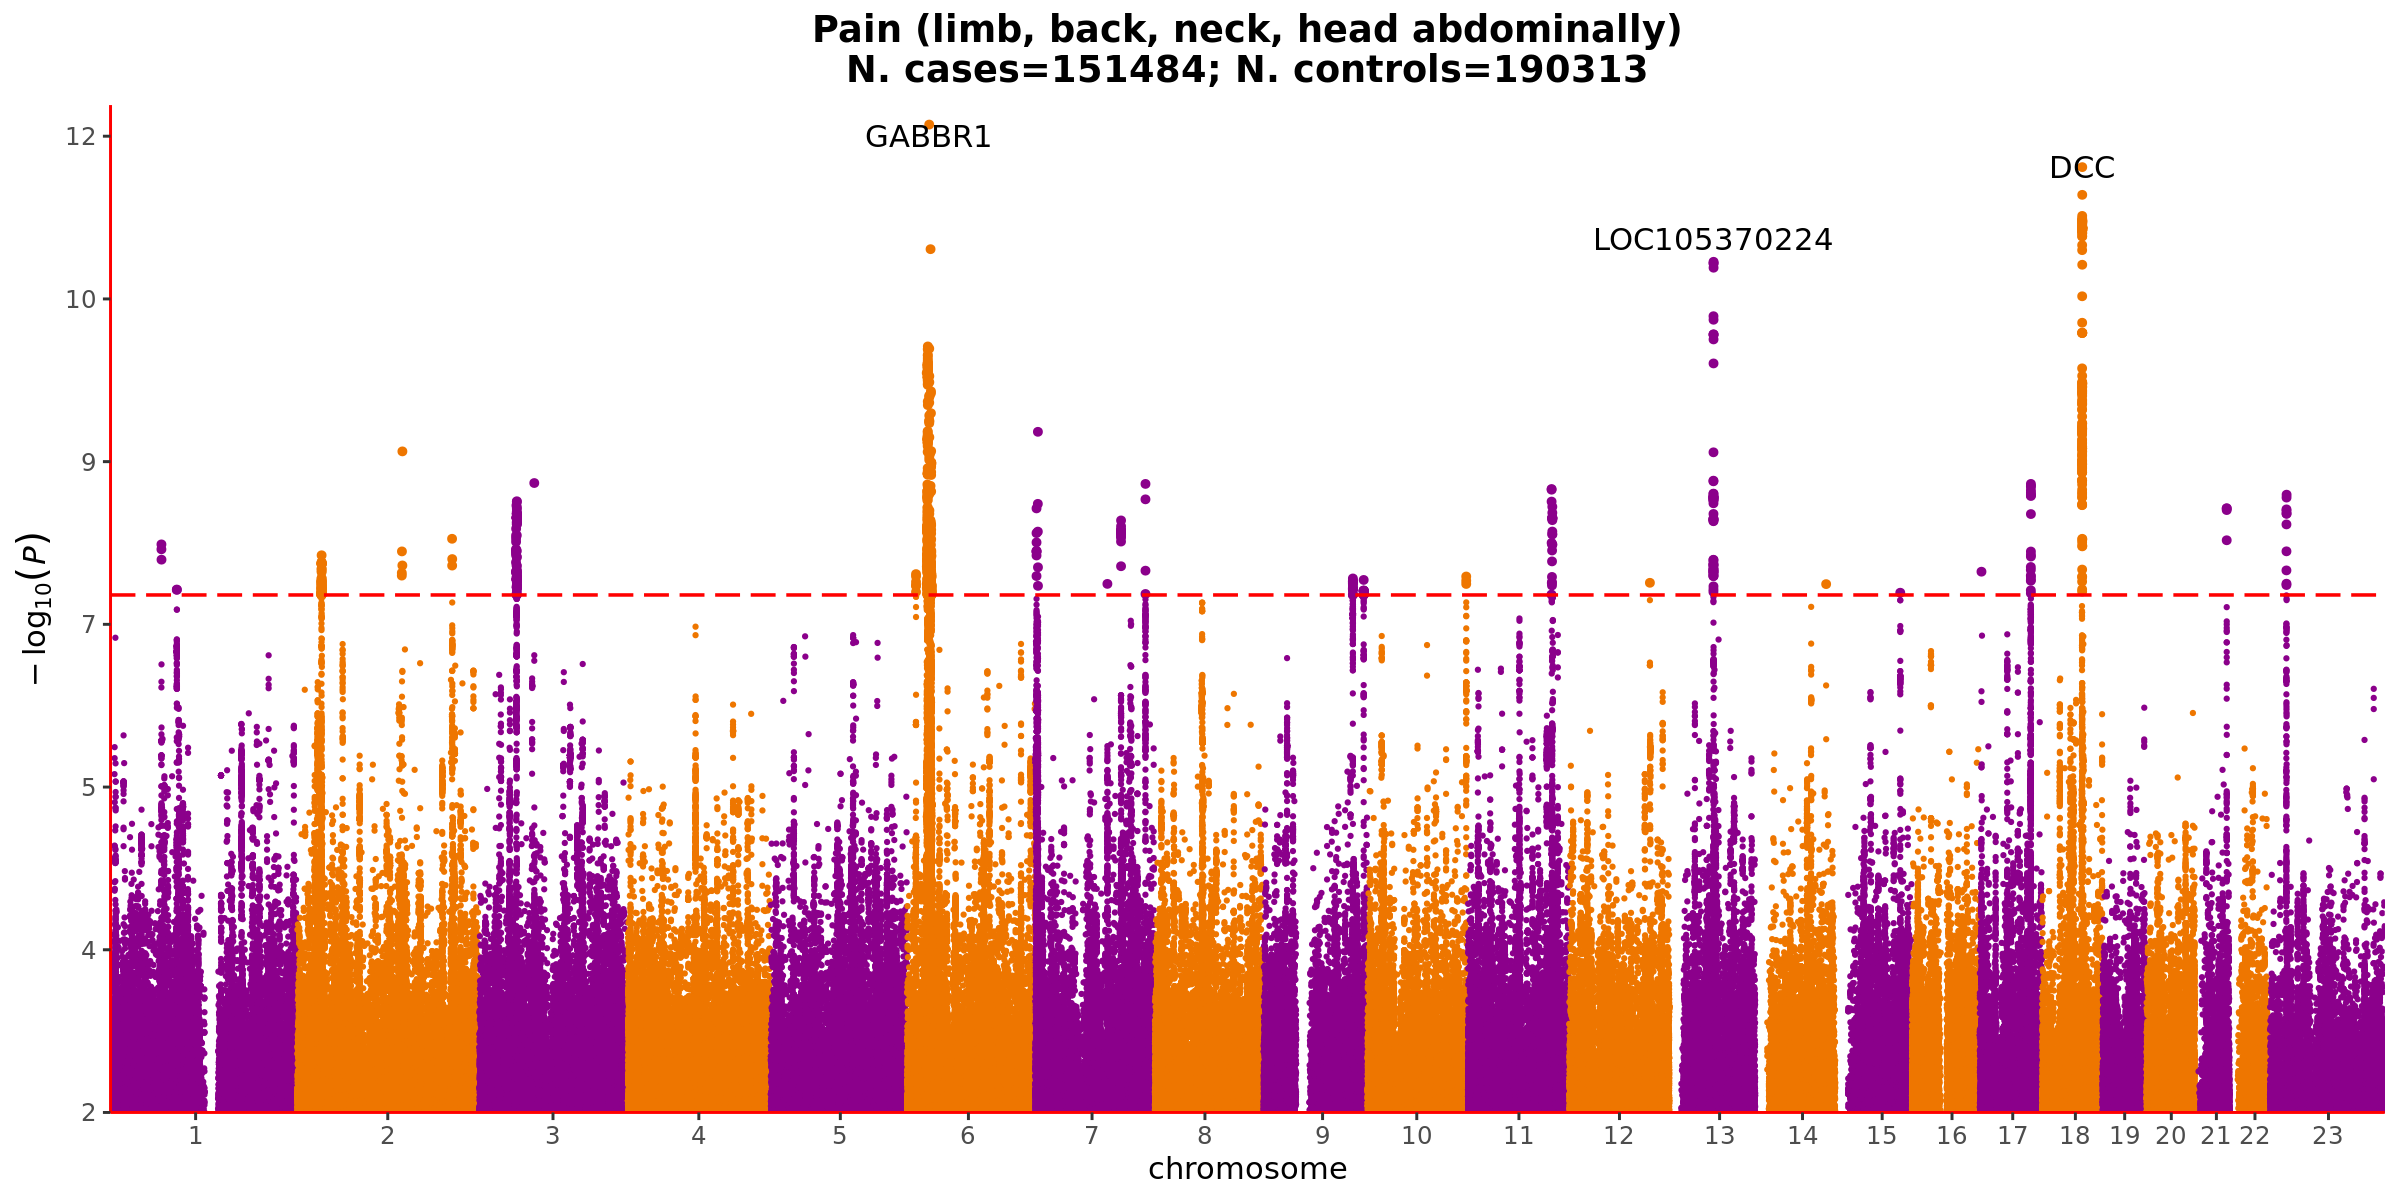 Pain (limb, back, neck, head abdominally)
N. cases=151484; N. controls=190313
12
GABBR1
DCC
LOC105370224
10
9
7
5
4
2
−log10(P)
1 2 3 4 5 6 7 8 9 10 11 12 13 14 15 16 17 18 19 20 21 22 23
chromosome